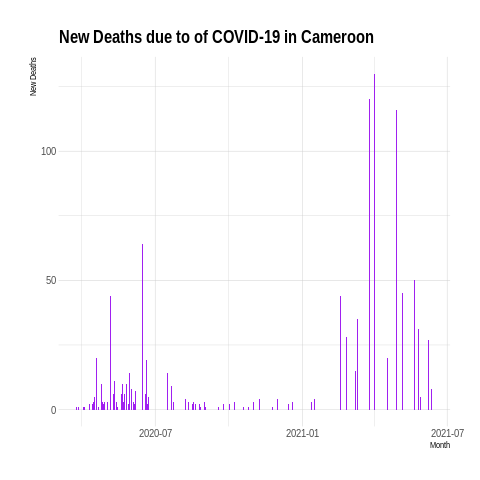 New Deaths due to of COVID-19 in Cameroon
New Deaths
100
50
0
2020-07
2021-01
2021-07
Month